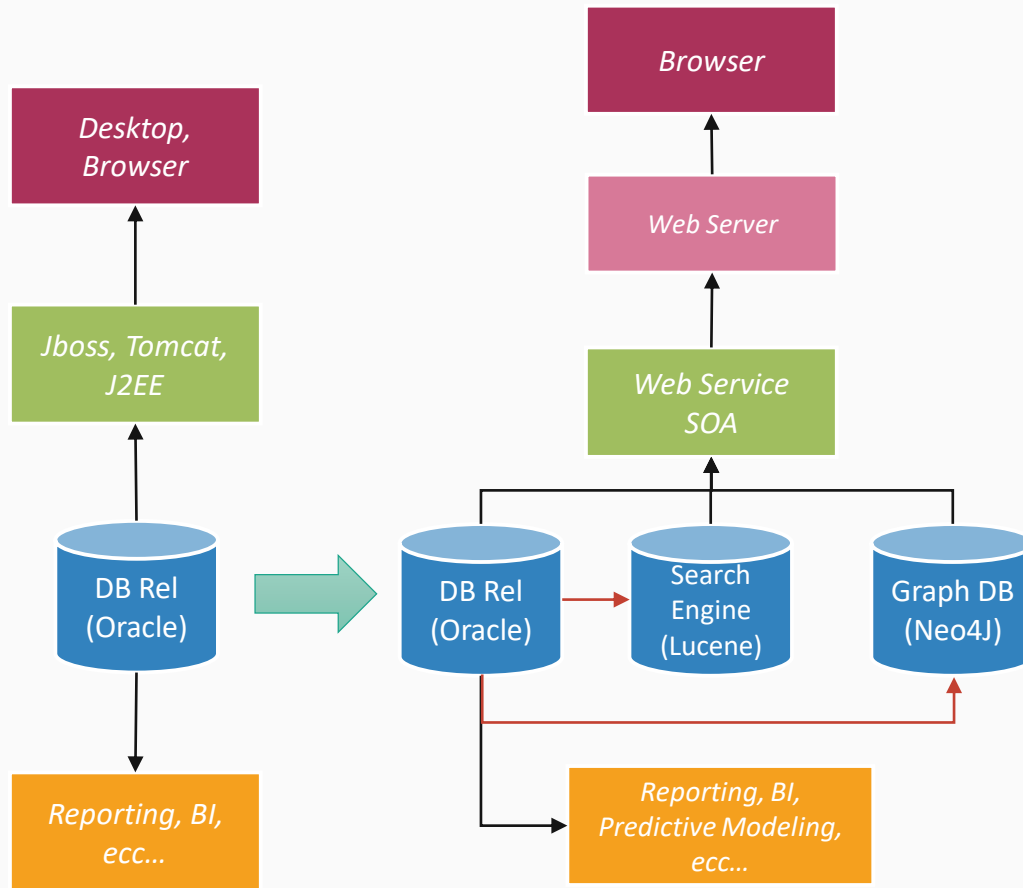 Desktop,
Browser
Jboss, Tomcat,
J2EE
DB Rel
(Oracle)
Reporting, BI,
ecc...
Browser
Web Server
Web Service
SOA
DB Rel
(Oracle)
Search
Engine
(Lucene)
Graph DB
(Neo4J)
Reporting, BI,
Predictive Modeling,
ecc...